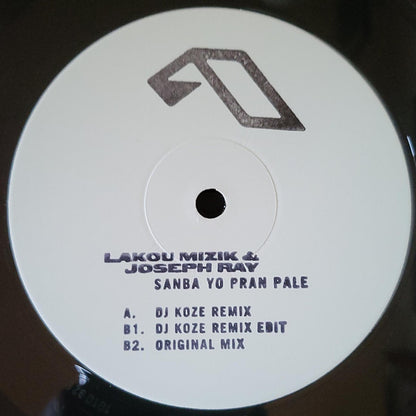 LAKOU MIZIK &
JOSEPH RAY
SANBA YO PRAN PALE
A. DJ KOZE REMIX
B1. DJ KOZE REMIX EDIT
B2. ORIGINAL MIX